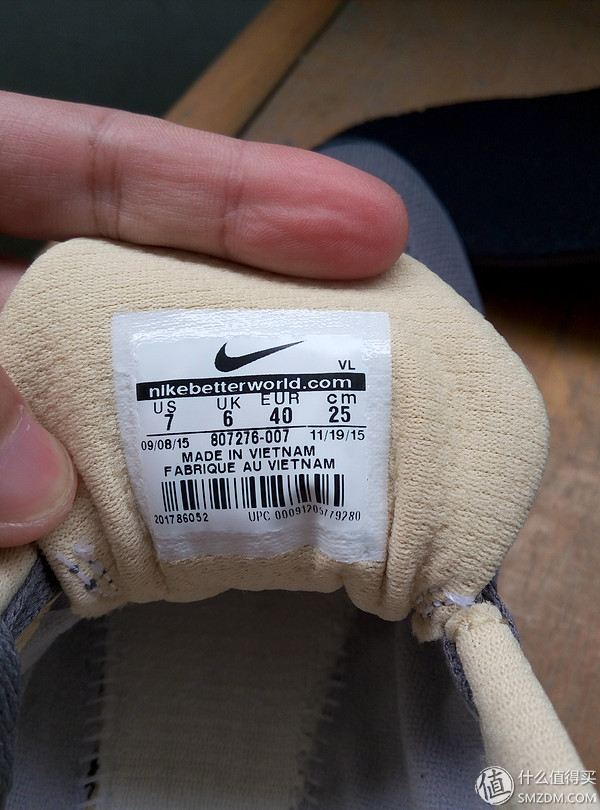 VL
nikebetterworld.com
US UK EUR cm
7 6 40 25
09/08/15 807276-007 11/19/15
MADE IN VIETNAM
FABRIQUE AU VIETNAM
201786052 UPC 00091205779280
值 什么值得买
SMZDM.COM